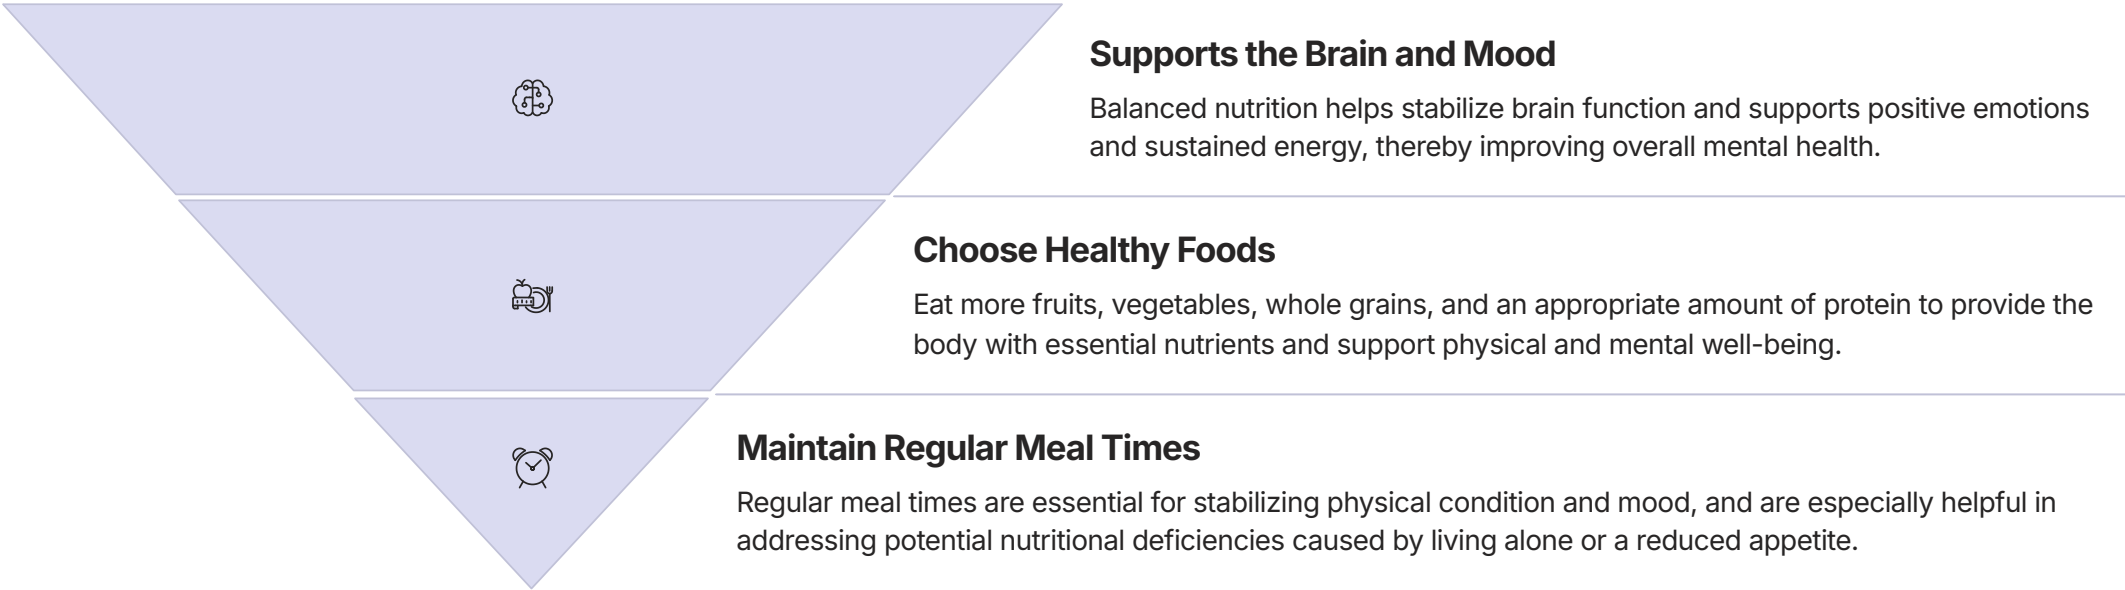 Supports the Brain and Mood
Balanced nutrition helps stabilize brain function and supports positive emotions
and sustained energy, thereby improving overall mental health.
Choose Healthy Foods
Eat more fruits, vegetables, whole grains, and an appropriate amount of protein to provide the
body with essential nutrients and support physical and mental well-being.
Maintain Regular Meal Times
Regular meal times are essential for stabilizing physical condition and mood, and are especially helpful in
addressing potential nutritional deficiencies caused by living alone or a reduced appetite.